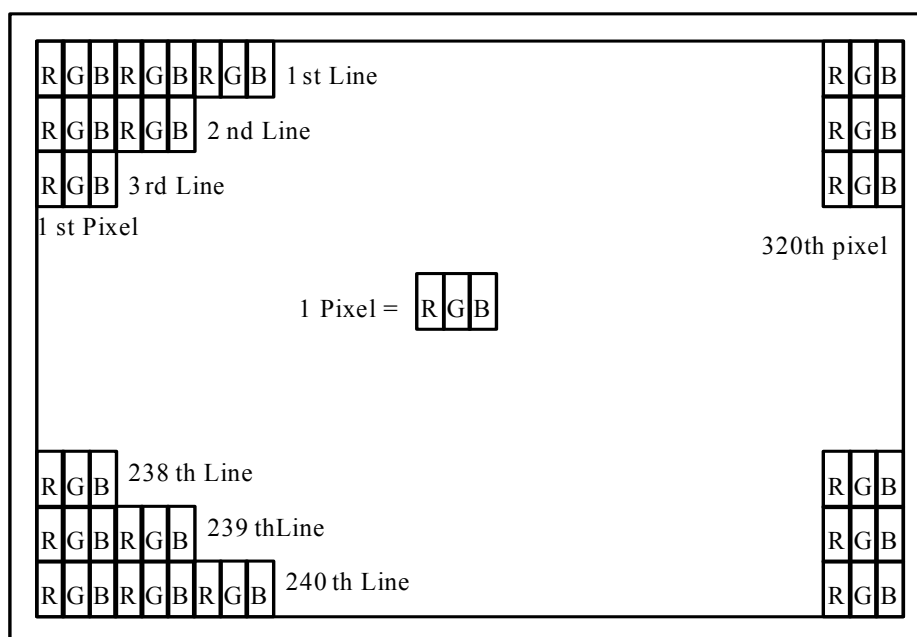 R G B R G B R G B 1 st Line R G B
R G B R G B 2 nd Line R G B
R G B 3 rd Line R G B
1 st Pixel
320th pixel
1 Pixel = R G B
R G B 238 th Line R G B
R G B R G B 239 thLine R G B
R G B R G B R G B 240 th Line R G B